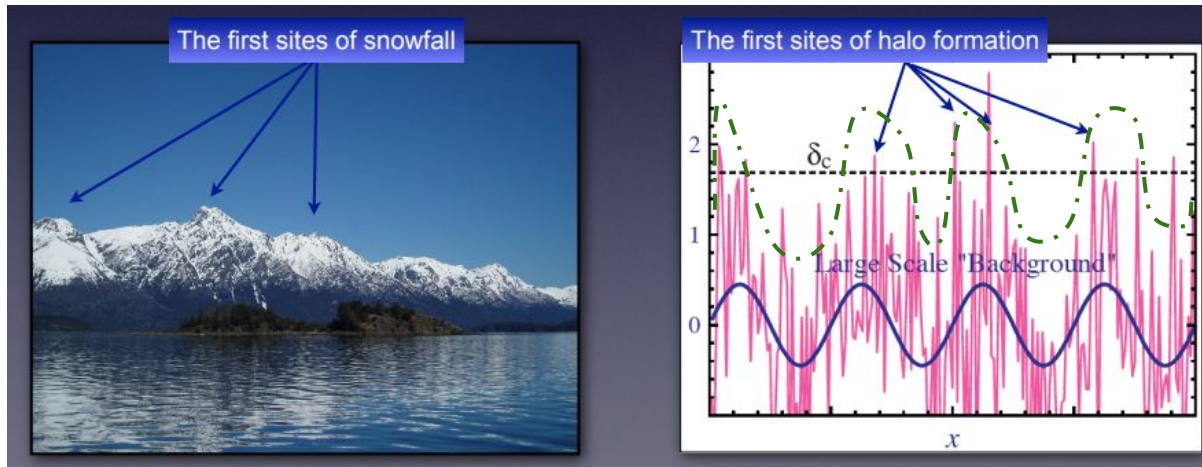 The first sites of snowfall
The first sites of halo formation
2
δc
1
Large Scale "Background"
0
x